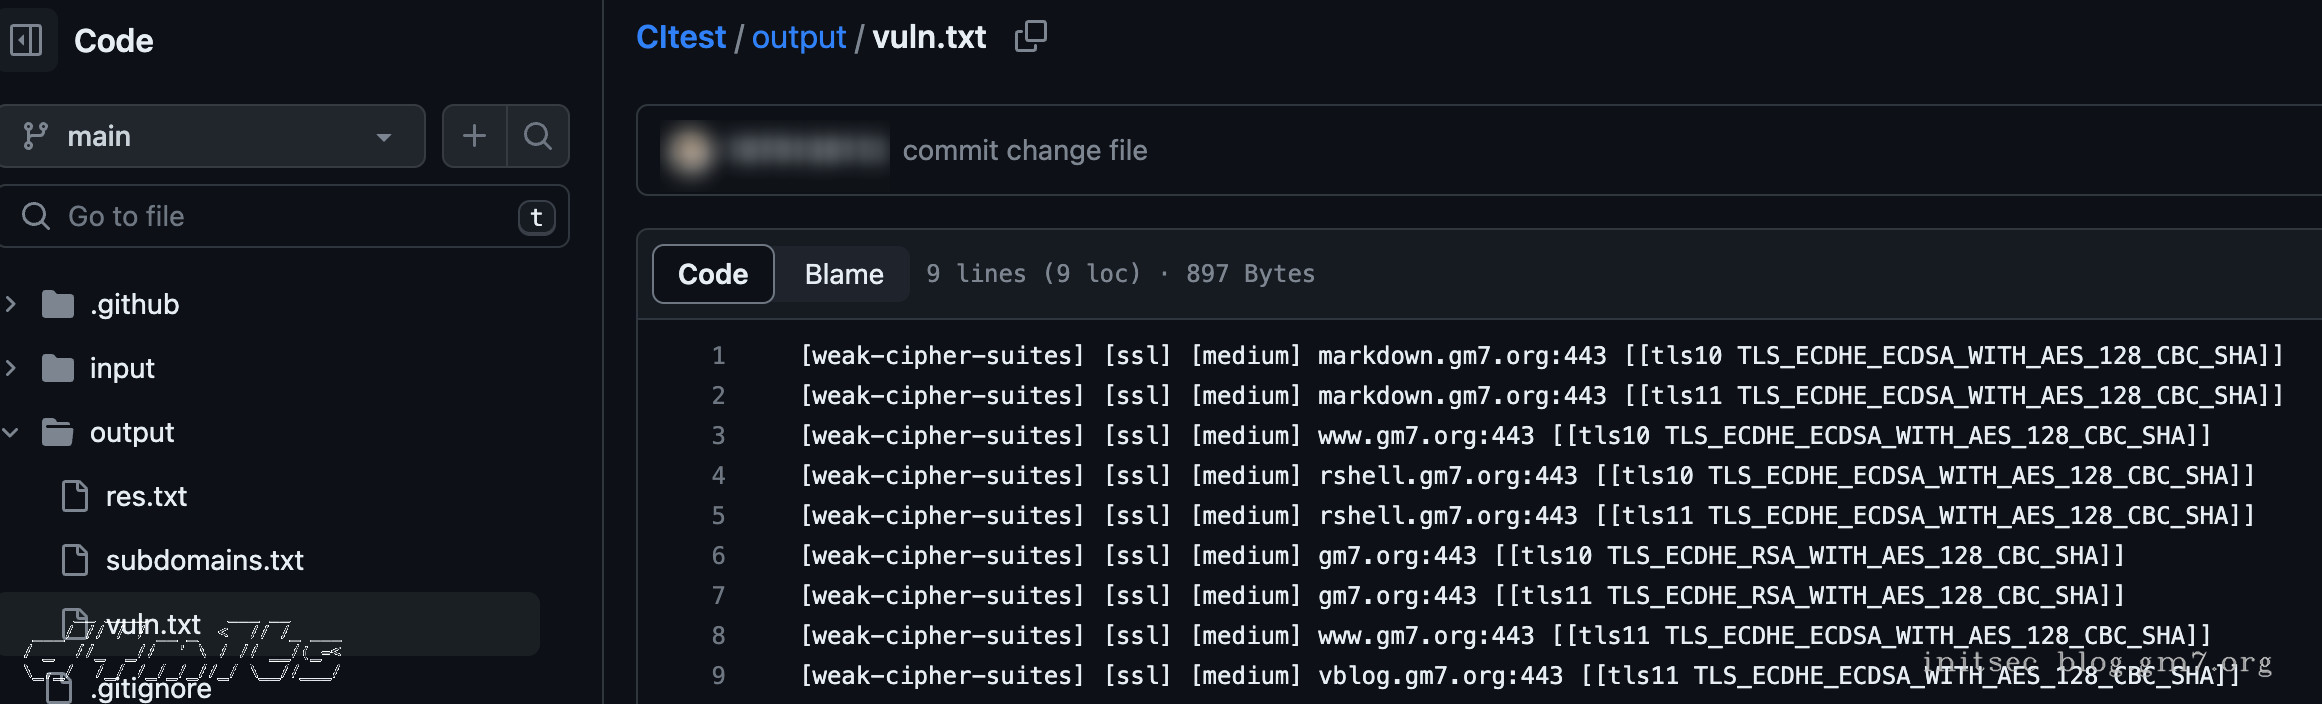 Code
main
Go to file
t
.github
input
output
res.txt
subdomains.txt
vuln.txt
.gitignore
CItest / output / vuln.txt
commit change file
Code Blame 9 lines (9 loc) · 897 Bytes
1 [weak-cipher-suites] [ssl] [medium] markdown.gm7.org:443 [[tls10 TLS_ECDHE_ECDSA_WITH_AES_128_CBC_SHA]]
2 [weak-cipher-suites] [ssl] [medium] markdown.gm7.org:443 [[tls11 TLS_ECDHE_ECDSA_WITH_AES_128_CBC_SHA]]
3 [weak-cipher-suites] [ssl] [medium] www.gm7.org:443 [[tls10 TLS_ECDHE_ECDSA_WITH_AES_128_CBC_SHA]]
4 [weak-cipher-suites] [ssl] [medium] rshell.gm7.org:443 [[tls10 TLS_ECDHE_ECDSA_WITH_AES_128_CBC_SHA]]
5 [weak-cipher-suites] [ssl] [medium] rshell.gm7.org:443 [[tls11 TLS_ECDHE_ECDSA_WITH_AES_128_CBC_SHA]]
6 [weak-cipher-suites] [ssl] [medium] gm7.org:443 [[tls10 TLS_ECDHE_RSA_WITH_AES_128_CBC_SHA]]
7 [weak-cipher-suites] [ssl] [medium] gm7.org:443 [[tls11 TLS_ECDHE_RSA_WITH_AES_128_CBC_SHA]]
8 [weak-cipher-suites] [ssl] [medium] www.gm7.org:443 [[tls11 TLS_ECDHE_ECDSA_WITH_AES_128_CBC_SHA]]
9 [weak-cipher-suites] [ssl] [medium] vblog.gm7.org:443 [[tls11 TLS_ECDHE_ECDSA_WITH_AES_128_CBC_SHA]]
initsec blog.gm7.org